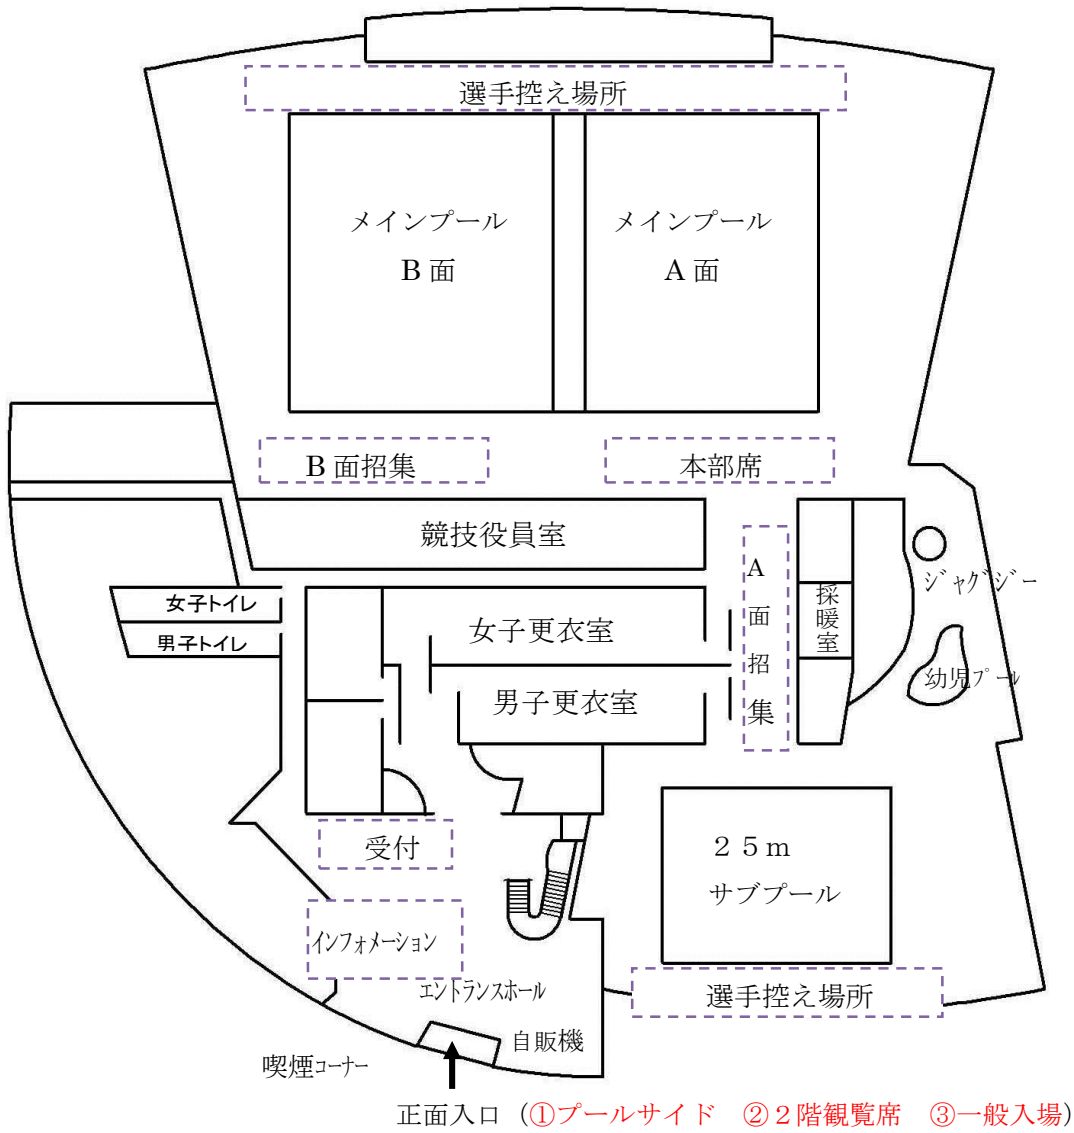 選手控え場所
メインプール
B 面
メインプール
A 面
B 面招集
本部席
競技役員室
A面招集
採暖室
ジャグジー
幼児プール
女子トイレ
男子トイレ
女子更衣室
男子更衣室
受付
インフォメーション
エントランスホール
自販機
喫煙コーナー
２５ｍ
サブプール
選手控え場所
正面入口（①プールサイド　②２階観覧席　③一般入場）